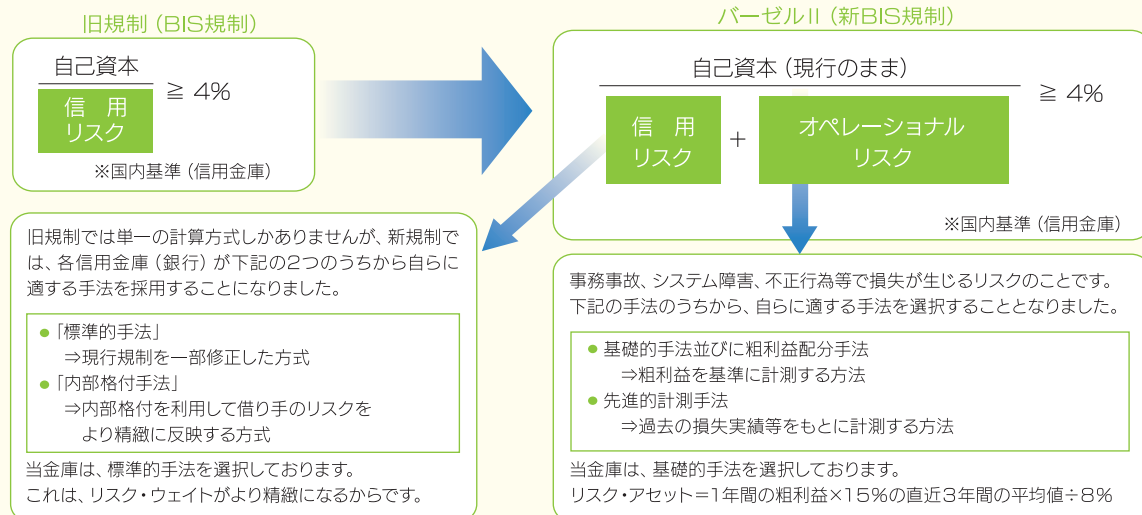 旧規制（BIS規制）
自己資本
信　用
リスク
≧ 4%
※国内基準（信用金庫）
バーゼルⅡ（新BIS規制）
自己資本（現行のまま）
信　用
リスク
+
オペレーショナル
リスク
≧ 4%
※国内基準（信用金庫）
旧規制では単一の計算方式しかありませんが、新規制で
は、各信用金庫（銀行）が下記の2つのうちから自らに
適する手法を採用することになりました。
●「標準的手法」
⇒現行規制を一部修正した方式
●「内部格付手法」
⇒内部格付を利用して借り手のリスクを
より精緻に反映する方式
当金庫は、標準的手法を選択しております。
これは、リスク・ウェイトがより精緻になるからです。
事務事故、システム障害、不正行為等で損失が生じるリスクのことです。
下記の手法のうちから、自らに適する手法を選択することとなりました。
● 基礎的手法並びに粗利益配分手法
⇒粗利益を基準に計測する方法
● 先進的計測手法
⇒過去の損失実績等をもとに計測する方法
当金庫は、基礎的手法を選択しております。
リスク・アセット＝1年間の粗利益×15%の直近3年間の平均値÷8%